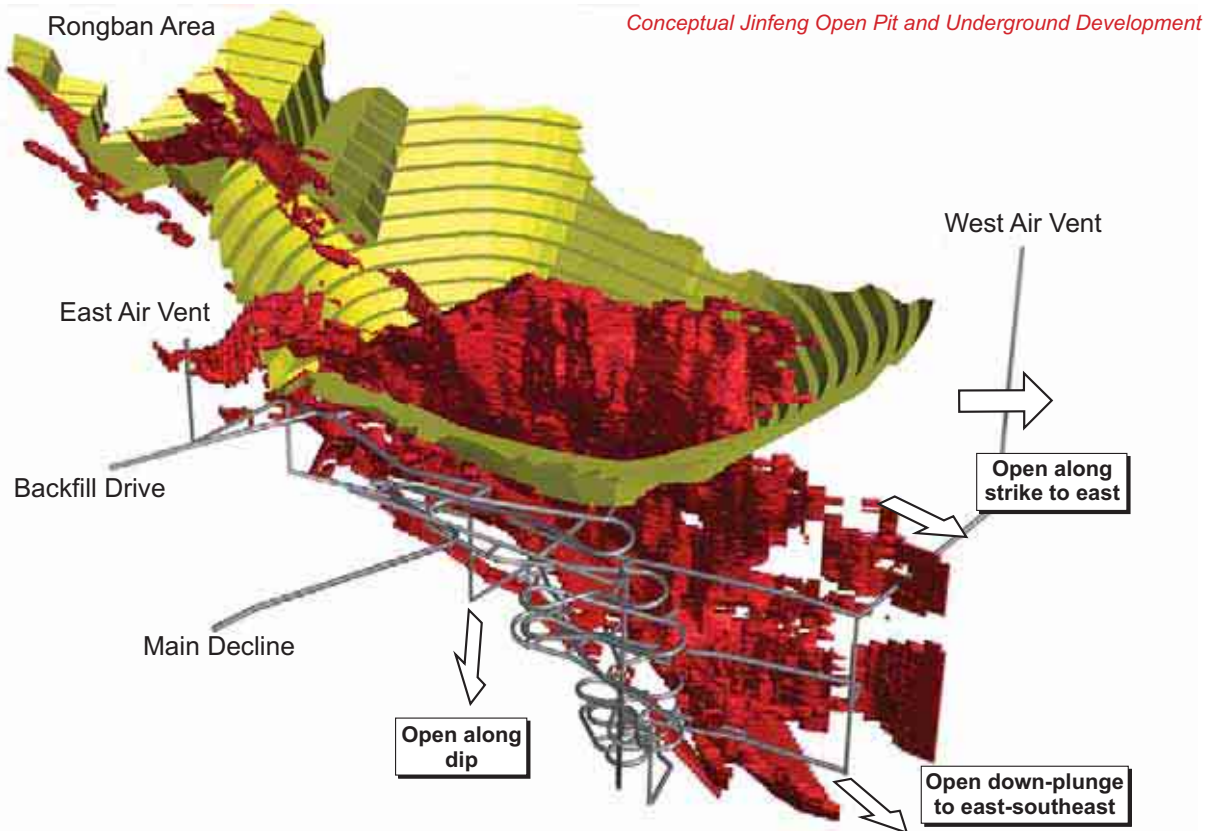 Rongban Area
Conceptual Jinfeng Open Pit and Underground Development
West Air Vent
East Air Vent
Open along
strike to east
Backfill Drive
Main Decline
Open along
dip
Open down-plunge
to east-southeast